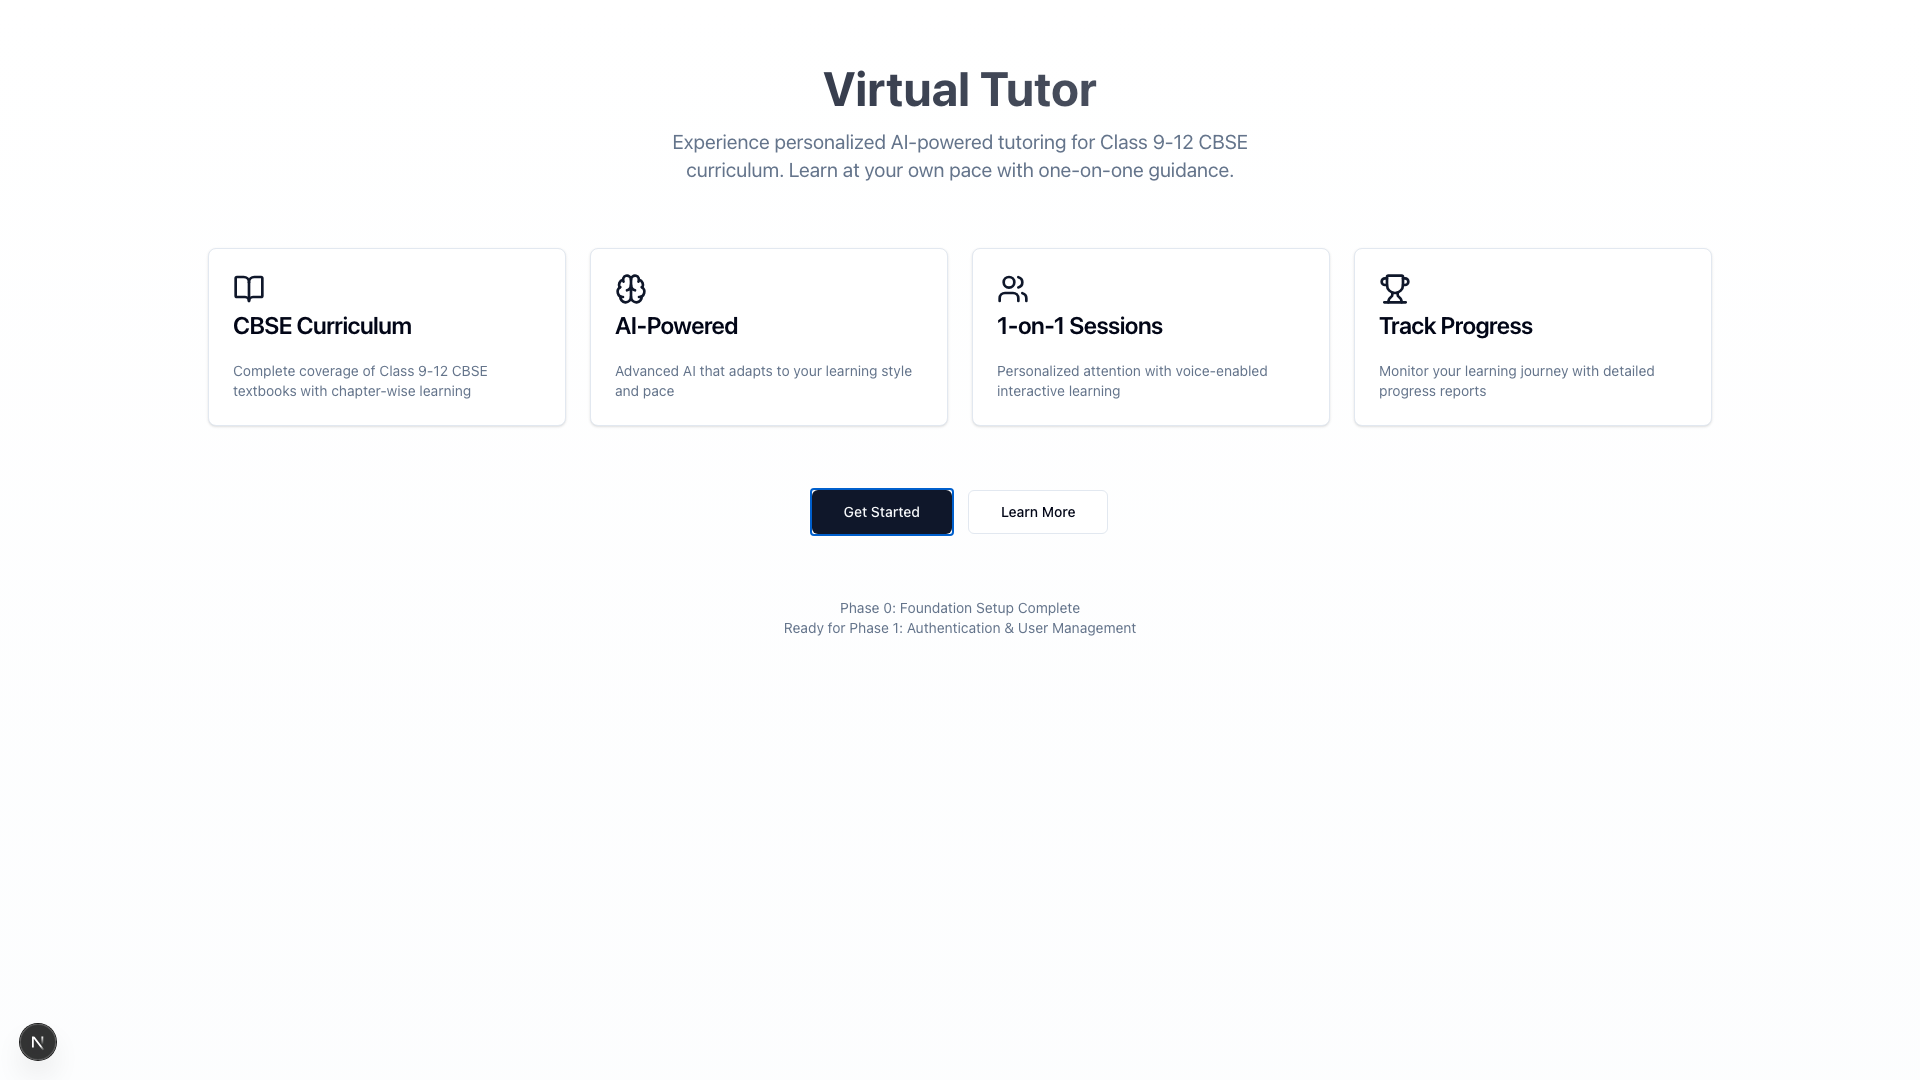 Virtual Tutor
Experience personalized AI-powered tutoring for Class 9-12 CBSE
curriculum. Learn at your own pace with one-on-one guidance.
CBSE Curriculum
Complete coverage of Class 9-12 CBSE
textbooks with chapter-wise learning
AI-Powered
Advanced AI that adapts to your learning style
and pace
1-on-1 Sessions
Personalized attention with voice-enabled
interactive learning
Track Progress
Monitor your learning journey with detailed
progress reports
Get Started
Learn More
Phase 0: Foundation Setup Complete
Ready for Phase 1: Authentication & User Management
N